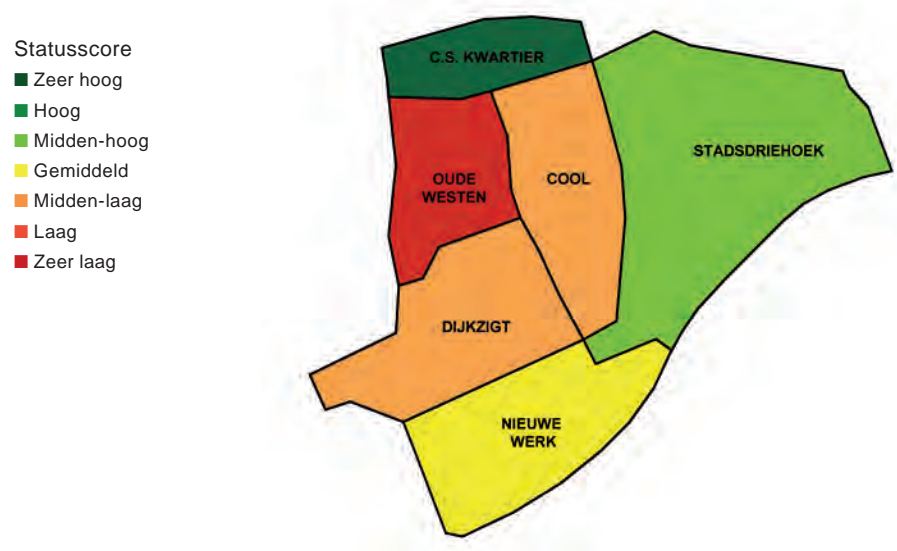 Statusscore
Zeer hoog
Hoog
Midden-hoog
Gemiddeld
Midden-laag
Laag
Zeer laag
C.S. KWARTIER
OUDE
WESTEN
COOL
STADSDRIEHOEK
DIJKZIGT
NIEUWE
WERK